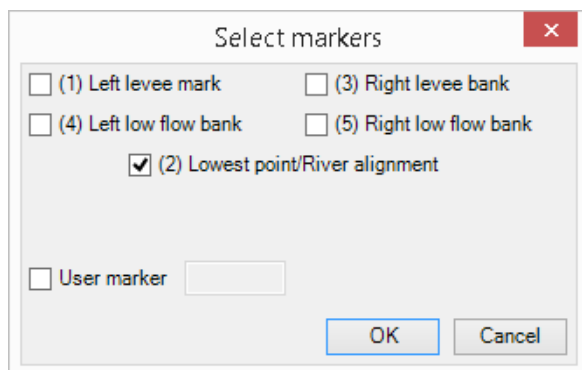 Select markers
(1) Left levee mark (3) Right levee bank
(4) Left low flow bank (5) Right low flow bank
(2) Lowest point/River alignment
User marker
OK Cancel